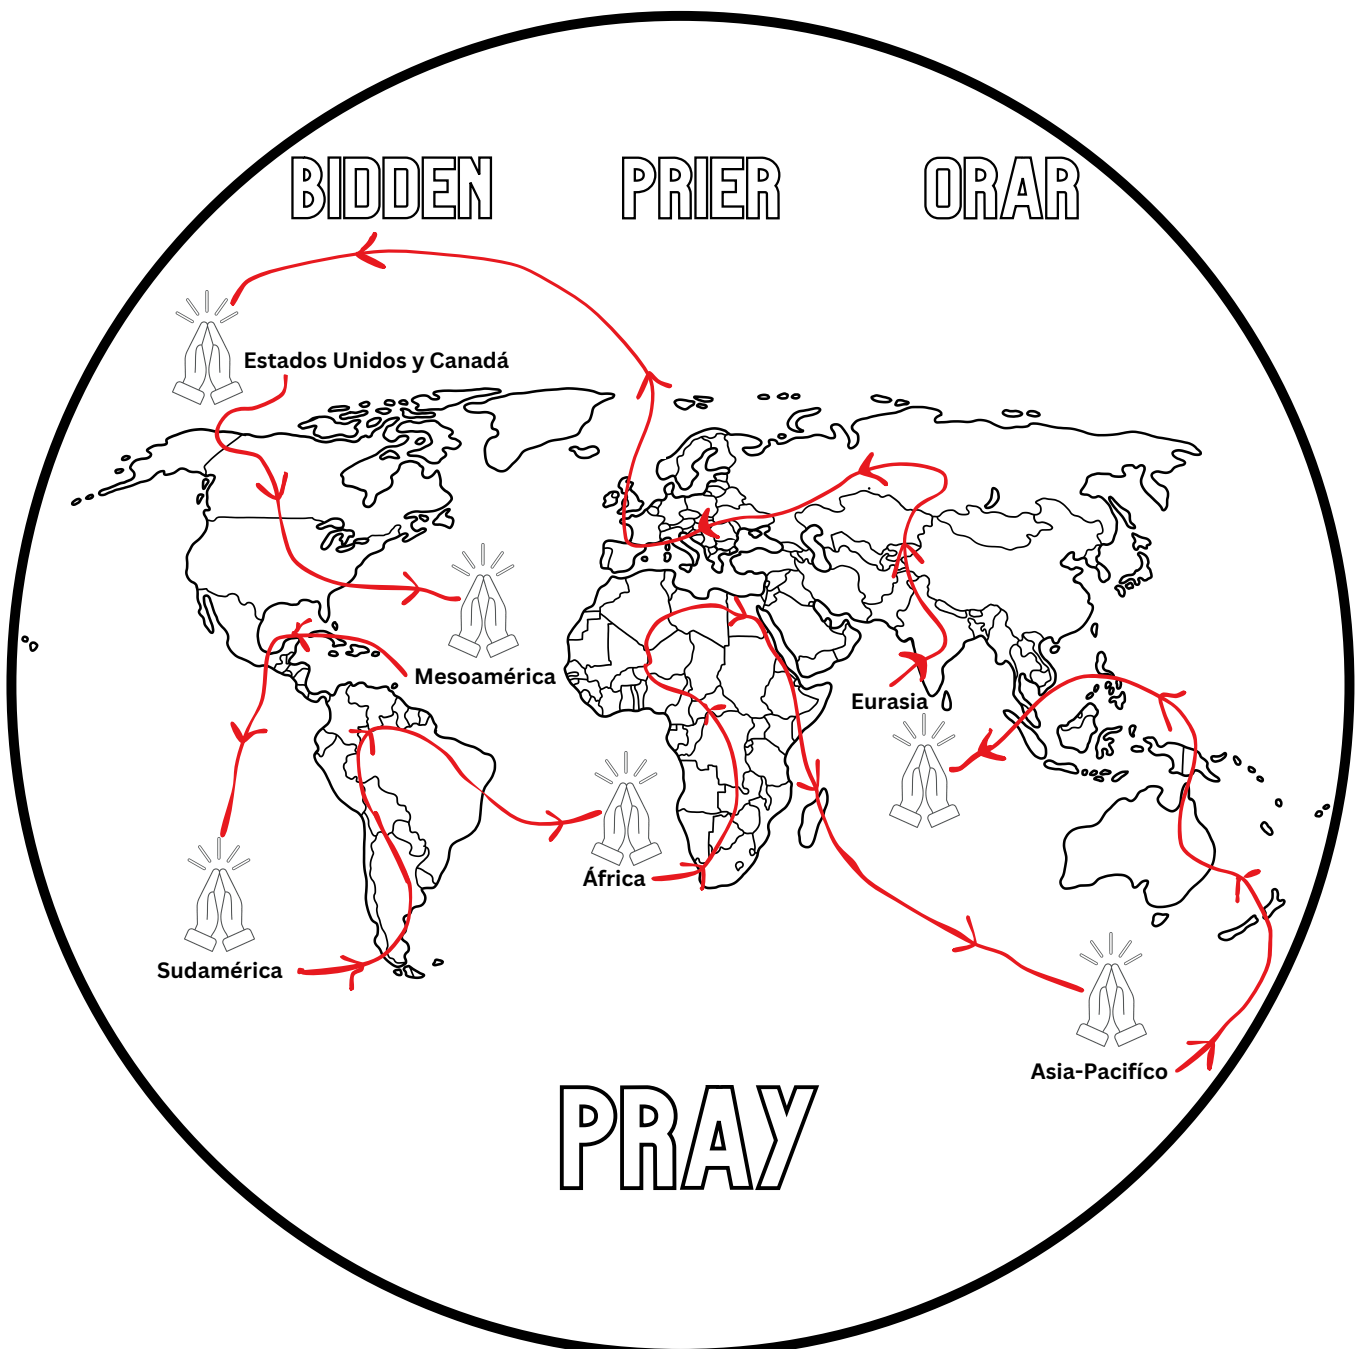 BIDDEN PRIER ORAR
Estados Unidos y Canadá
Mesoamérica
Eurasia
África
Sudamérica
Asia-Pacifíco
PRAY